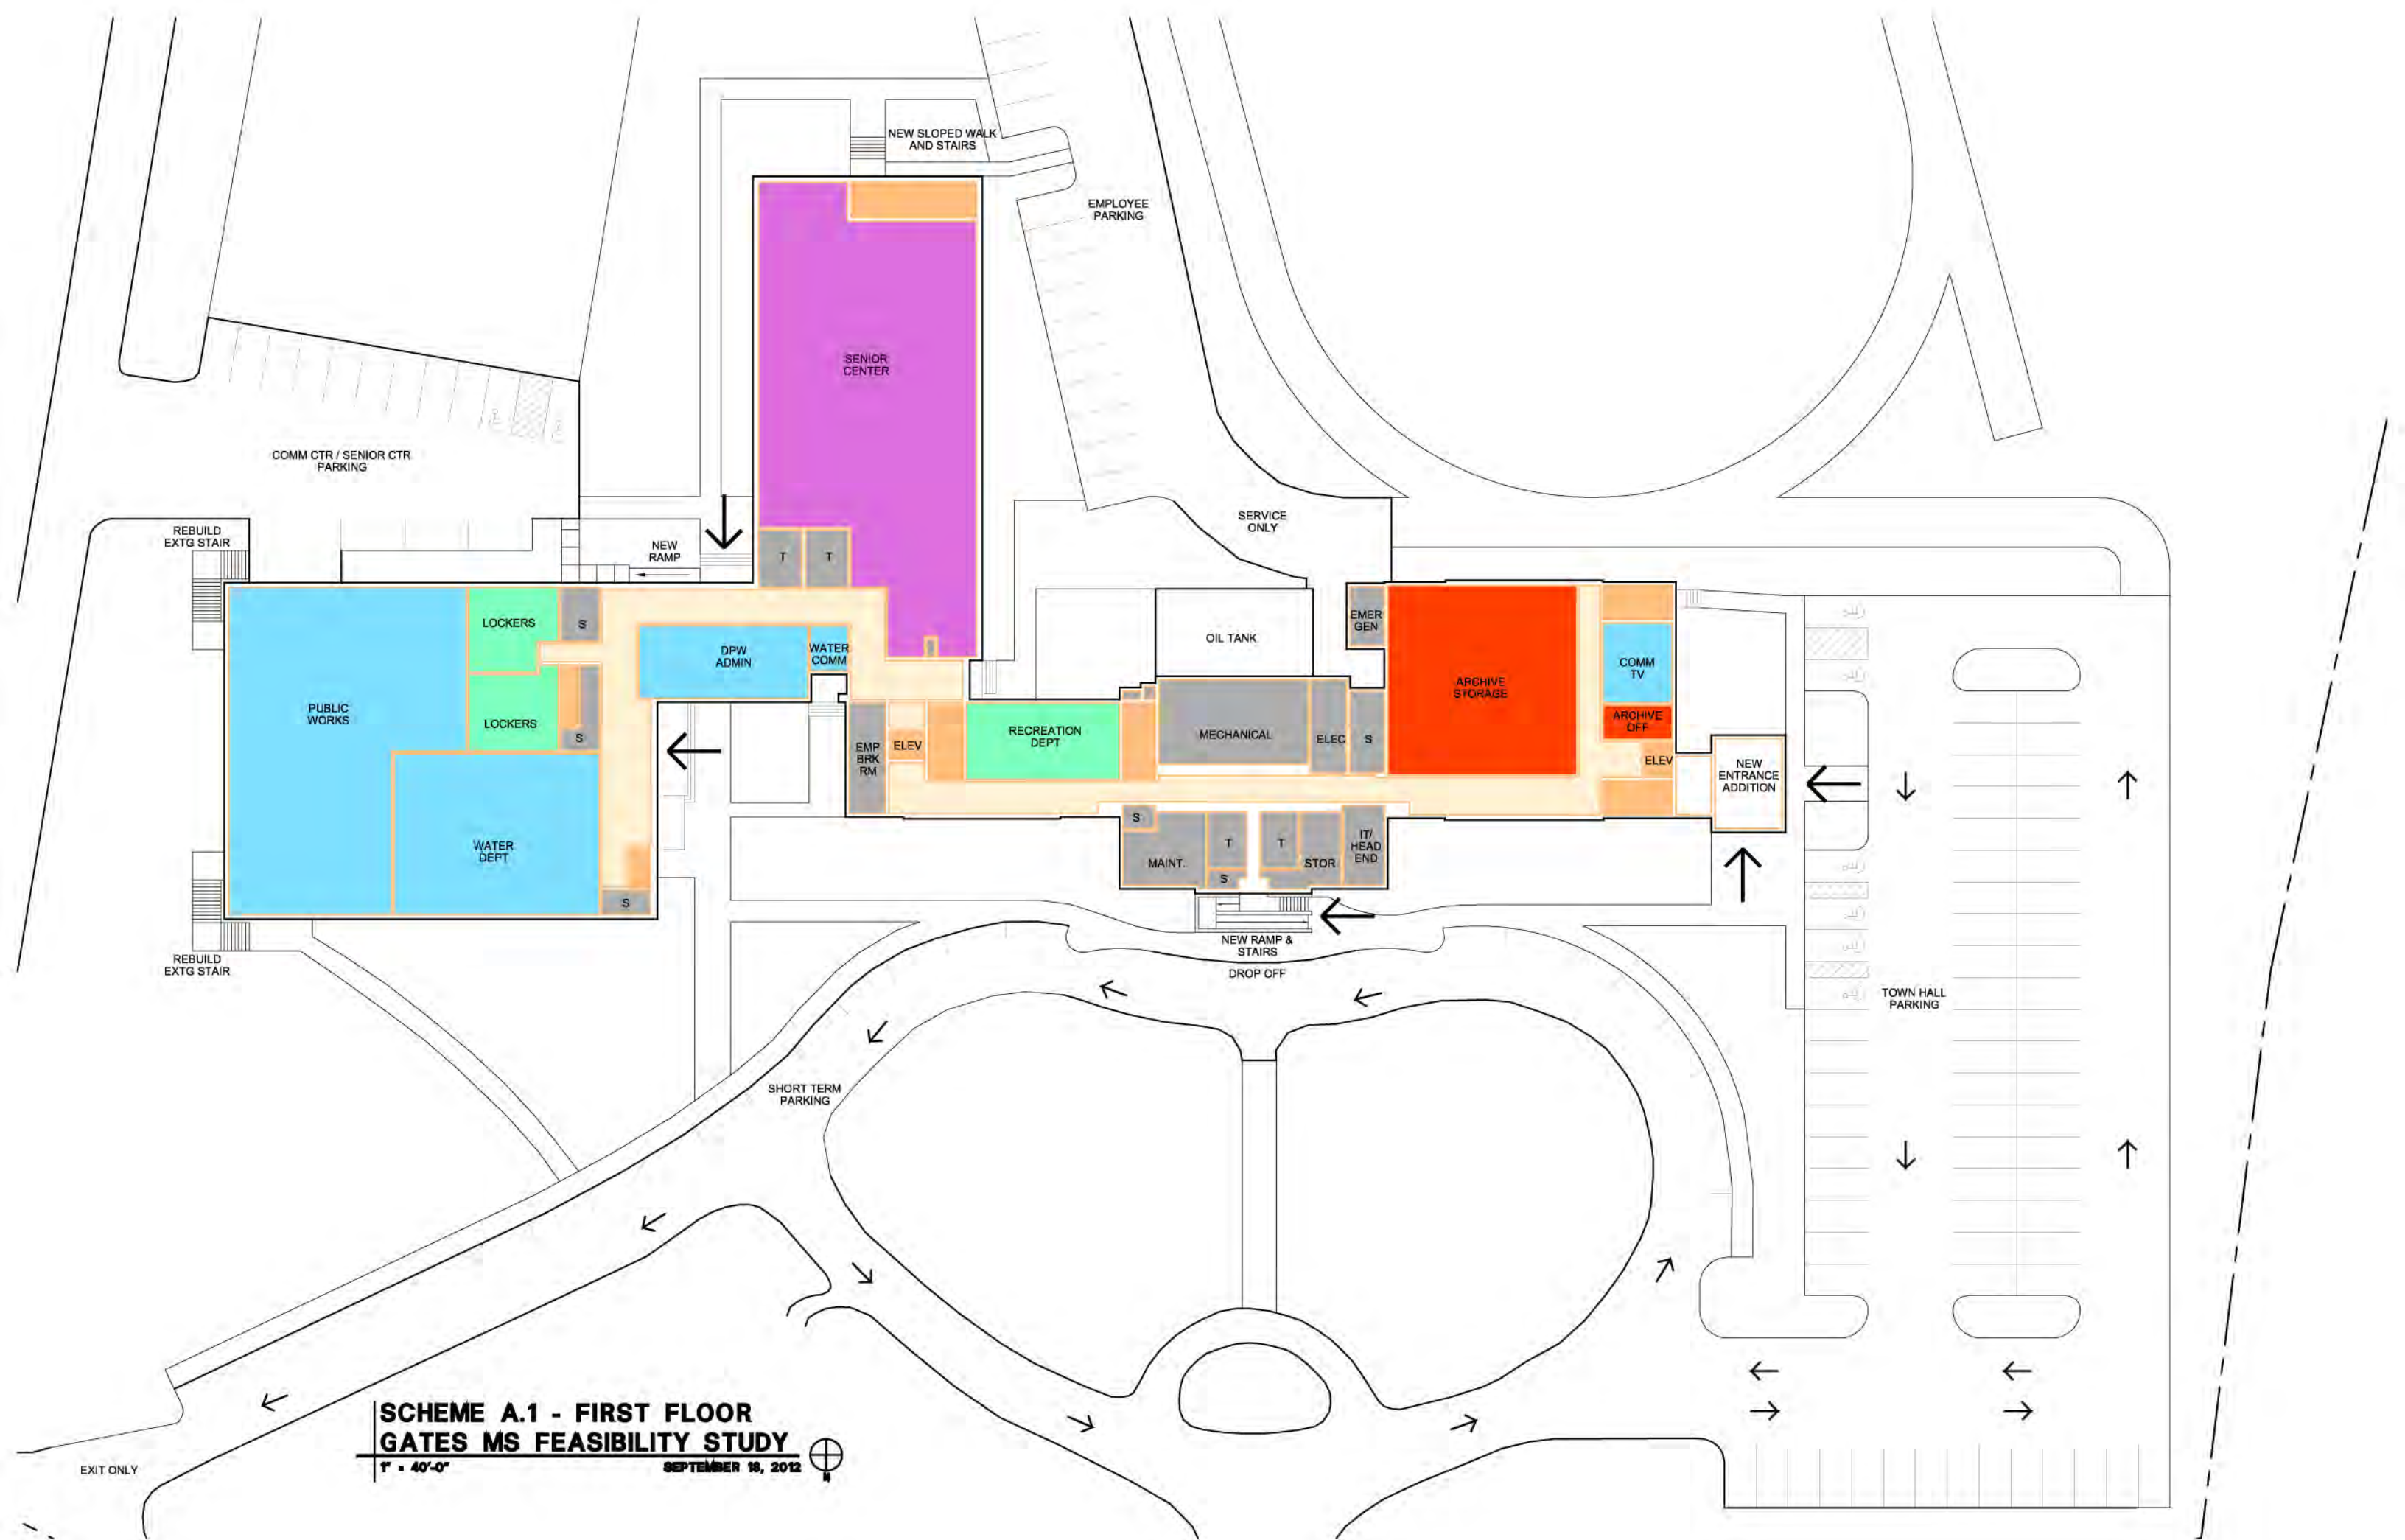 NEW SLOPED WALK
AND STAIRS
EMPLOYEE
PARKING
SENIOR
CENTER
COMM CTR / SENIOR CTR
PARKING
REBUILD
EXTG STAIR
NEW
RAMP
SERVICE
ONLY
T
T
EMER
GEN
LOCKERS
S
OIL TANK
DPW
ADMIN
WATER
COMM
COMM
TV
ARCHIVE
STORAGE
PUBLIC
WORKS
LOCKERS
S
ARCHIVE
OFF
RECREATION
DEPT
MECHANICAL
ELEC
S
EMP
BRK
RM
ELEV
ELEV
NEW
ENTRANCE
ADDITION
S
WATER
DEPT
MAINT.
T
T
STOR
IT/
HEAD
END
S
S
NEW RAMP &
STAIRS
DROP OFF
REBUILD
EXTG STAIR
TOWN HALL
PARKING
SHORT TERM
PARKING
SCHEME A.1 - FIRST FLOOR
GATES MS FEASIBILITY STUDY
1" = 40'-0"
SEPTEMBER 18, 2012
N
EXIT ONLY